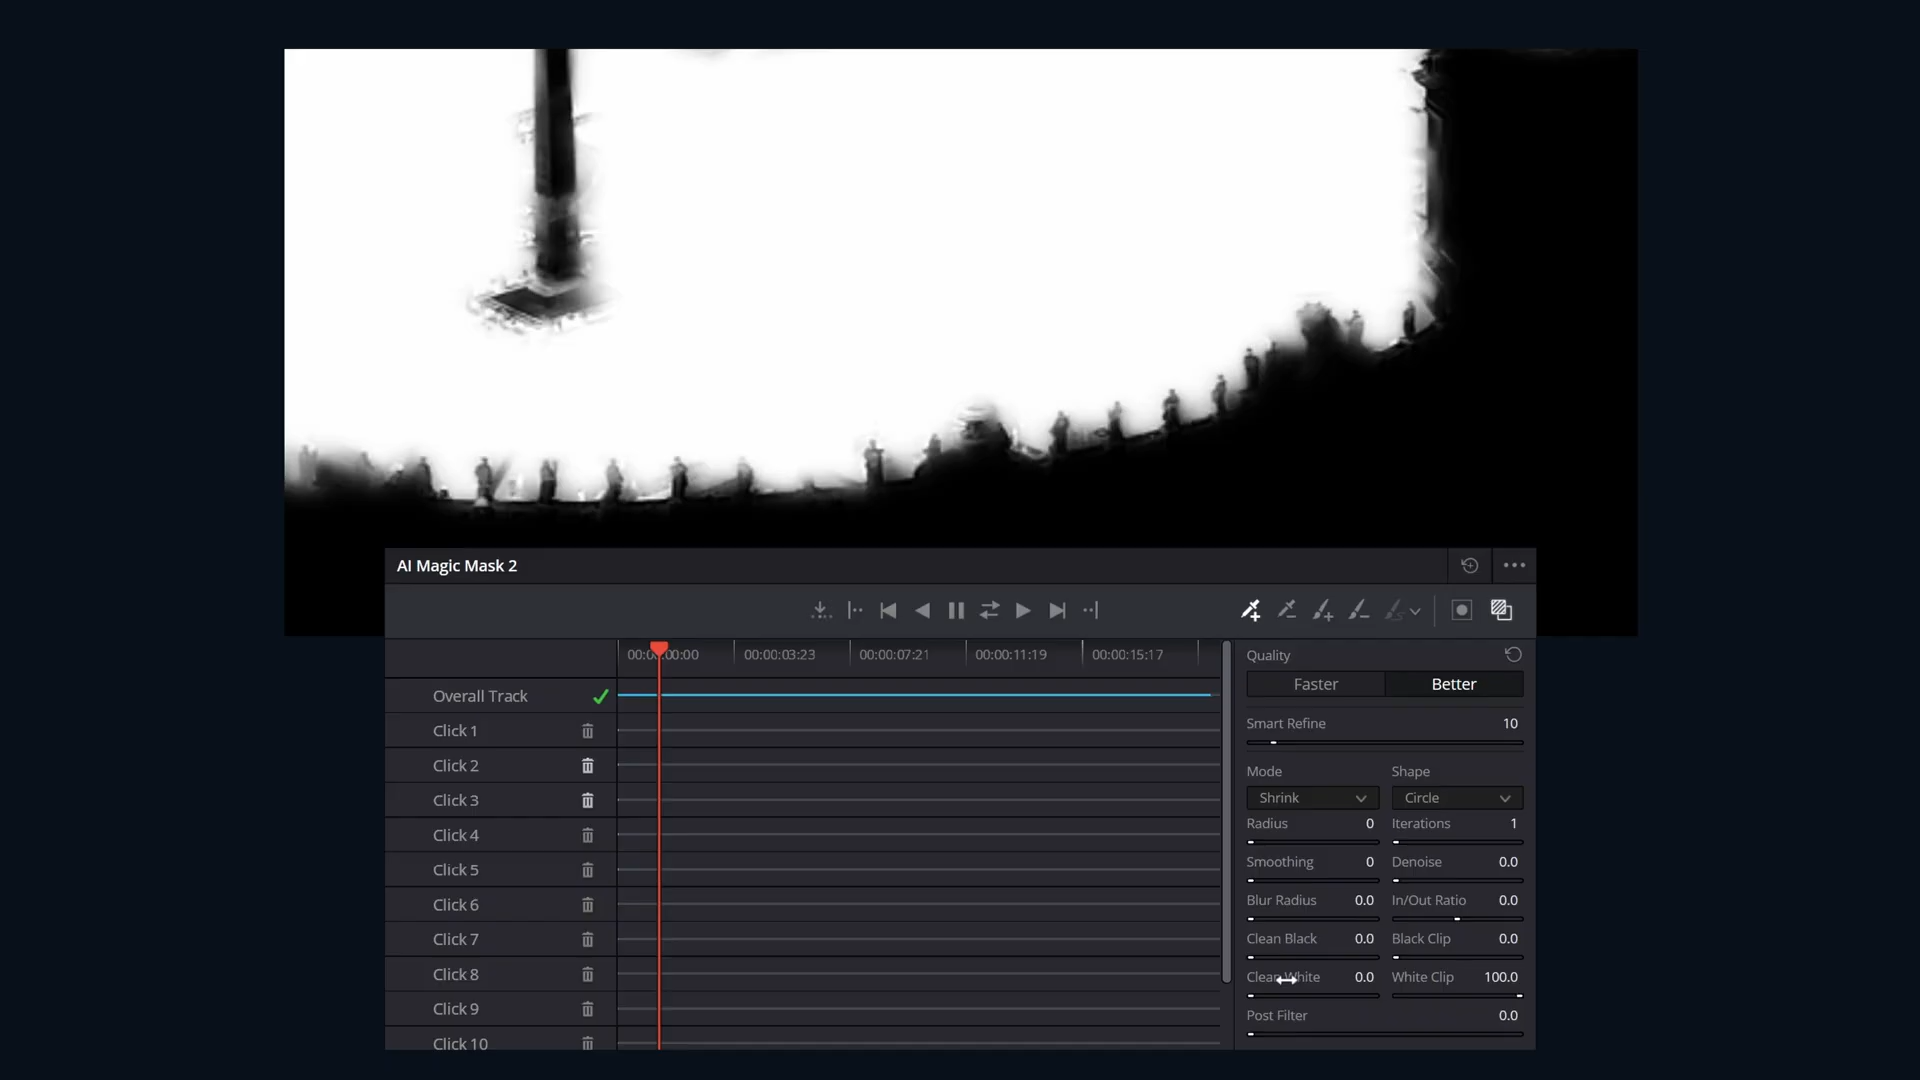 AI Magic Mask 2
00:00:03:23
00:00:07:21
00:00:11:19
00:00:15:17
Overall Track
Click 1
Click 2
Click 3
Click 4
Click 5
Click 6
Click 7
Click 8
Click 9
Click 10
Quality
Faster Better
Smart Refine 10
Mode Shape
Shrink Circle
Radius 0 Iterations 1
Smoothing 0 Denoise 0.0
Blur Radius 0.0 In/Out Ratio 0.0
Clean Black 0.0 Black Clip 0.0
Clean White 0.0 White Clip 100.0
Post Filter 0.0